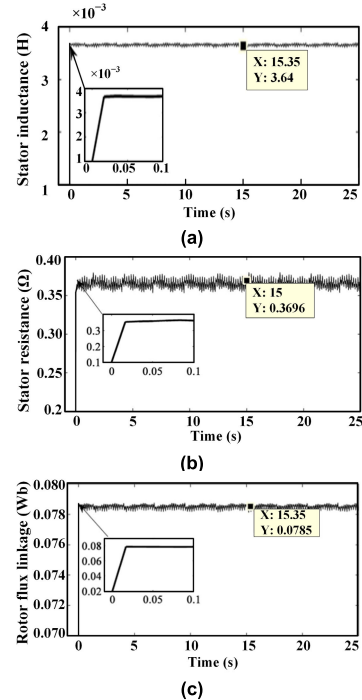 ×10⁻³
4
3
2
1
Stator inductance (H)
X: 15.35
Y: 3.64
×10⁻³
4
3
2
1
0 0.05 0.1
0 5 10 15 20 25
Time (s)
(a)
0.40
0.35
0.30
0.25
0.2
Stator resistance (Ω)
X: 15
Y: 0.3696
0.3
0.2
0.1
0 0.05 0.1
0 5 10 15 20 25
Time (s)
(b)
0.080
0.078
0.076
0.074
0.072
0.070
Rotor flux linkage (Wb)
X: 15.35
Y: 0.0785
0.08
0.06
0.04
0.02
0 0.05 0.1
0 5 10 15 20 25
Time (s)
(c)